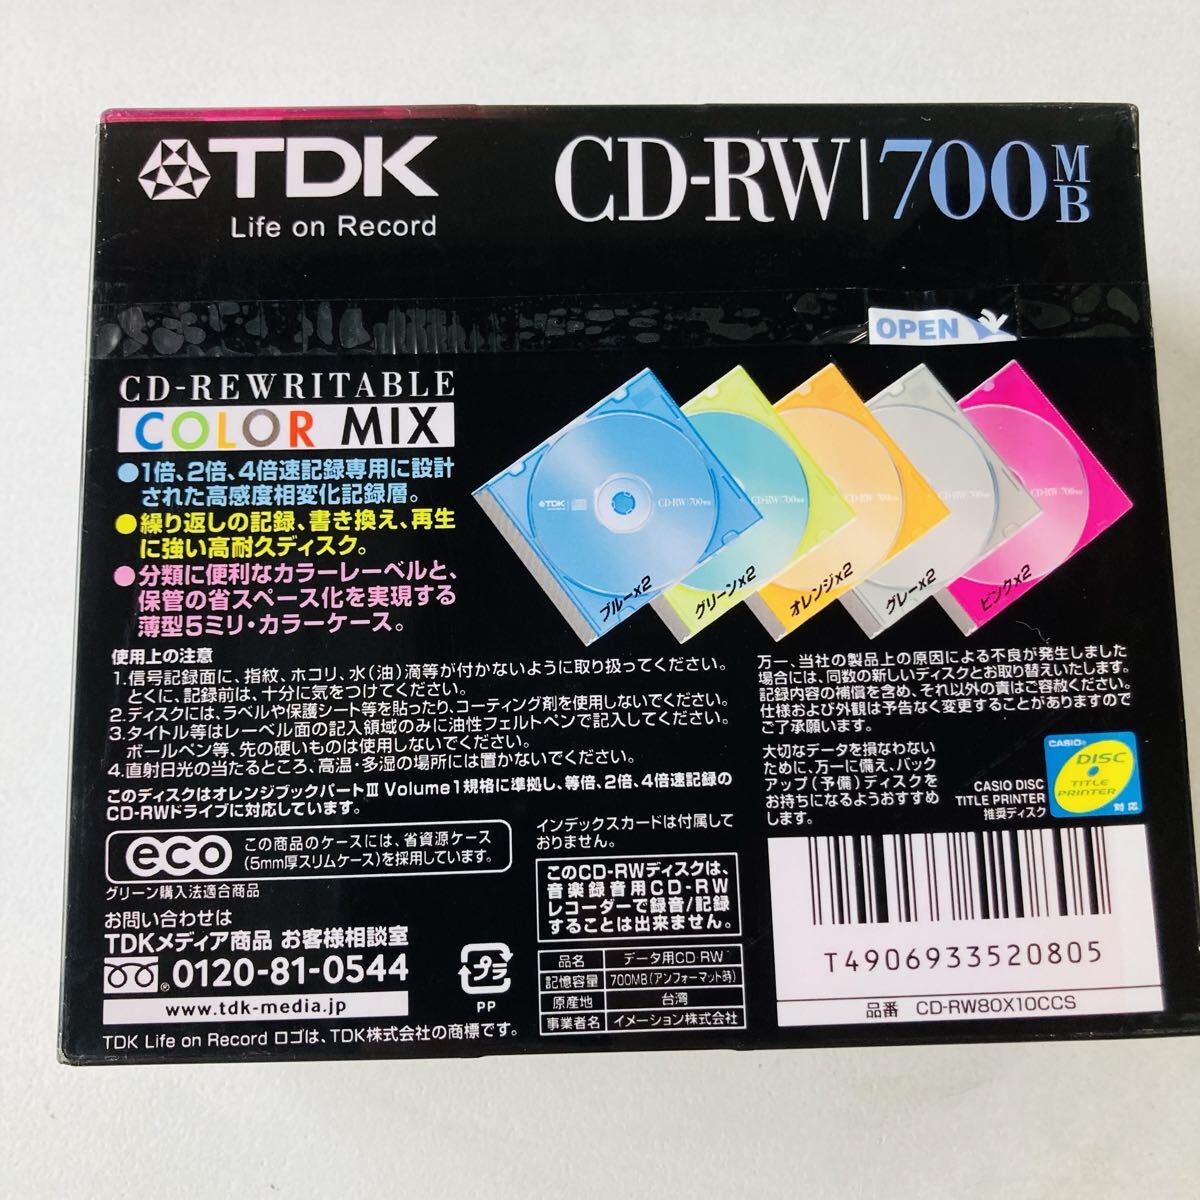 TDK
Life on Record
CD-RW 700MB
OPEN
CD-REWRITABLE
COLOR MIX
●1倍、2倍、4倍速記録専用に設計
された高感度相変化記録層。
●繰り返しの記録、書き換え、再生
に強い高耐久ディスク。
●分類に便利なカラーレーベルと、
保管の省スペース化を実現する
薄型5ミリ・カラーケース。
TDK
CD-RW 700MB
CD-RW 700
CD-RW 700
CD-RW 700
CD-RW 700
ブルー×2
グリーン×2
オレンジ×2
グレー×2
ピンク×2
使用上の注意
1.信号記録面に、指紋、ホコリ、水(油)滴等が付かないように取り扱ってください。
とくに、記録前は、十分に気をつけてください。
2.ディスクには、ラベルや保護シート等を貼ったり、コーティング剤を使用しないでください。
3.タイトル等はレーベル面の記入領域のみに油性フェルトペンで記入してください。
ボールペン等、先の硬いものは使用しないでください。
4.直射日光の当たるところ、高温・多湿の場所には置かないでください。
このディスクはオレンジブックパートⅢ Volume1規格に準拠し、等倍、2倍、4倍速記録の
CD-RWドライブに対応しています。
eco
この商品のケースには、省資源ケース
(5mm厚スリムケース)を採用しています。
グリーン購入法適合商品
お問い合わせは
TDKメディア商品 お客様相談室
0120-81-0544
www.tdk-media.jp
TDK Life on Record ロゴは、TDK株式会社の商標です。
プラ
PP
インデックスカードは付属して
おりません。
このCD-RWディスクは、
音楽録音用CD-RW
レコーダーで録音/記録
することは出来ません。
品名 データ用CD-RW
記憶容量 700MB(アンフォーマット時)
原産地 台湾
事業者名 イメーション株式会社
万一、当社の製品上の原因による不良が発生しました
場合には、同数の新しいディスクとお取り替えいたします。
記録内容の補償を含め、それ以外の責はご容赦ください。
仕様および外観は予告なく変更することがありますので
ご了承願います。
大切なデータを損なわない
ために、万一に備え、バック
アップ(予備)ディスクを
お持ちになるようおすすめ
します。
CASIO DISC
TITLE PRINTER
推奨ディスク
CASIO®
DISC
TITLE
PRINTER
対応
T4906933520805
品番 CD-RW80X10CCS